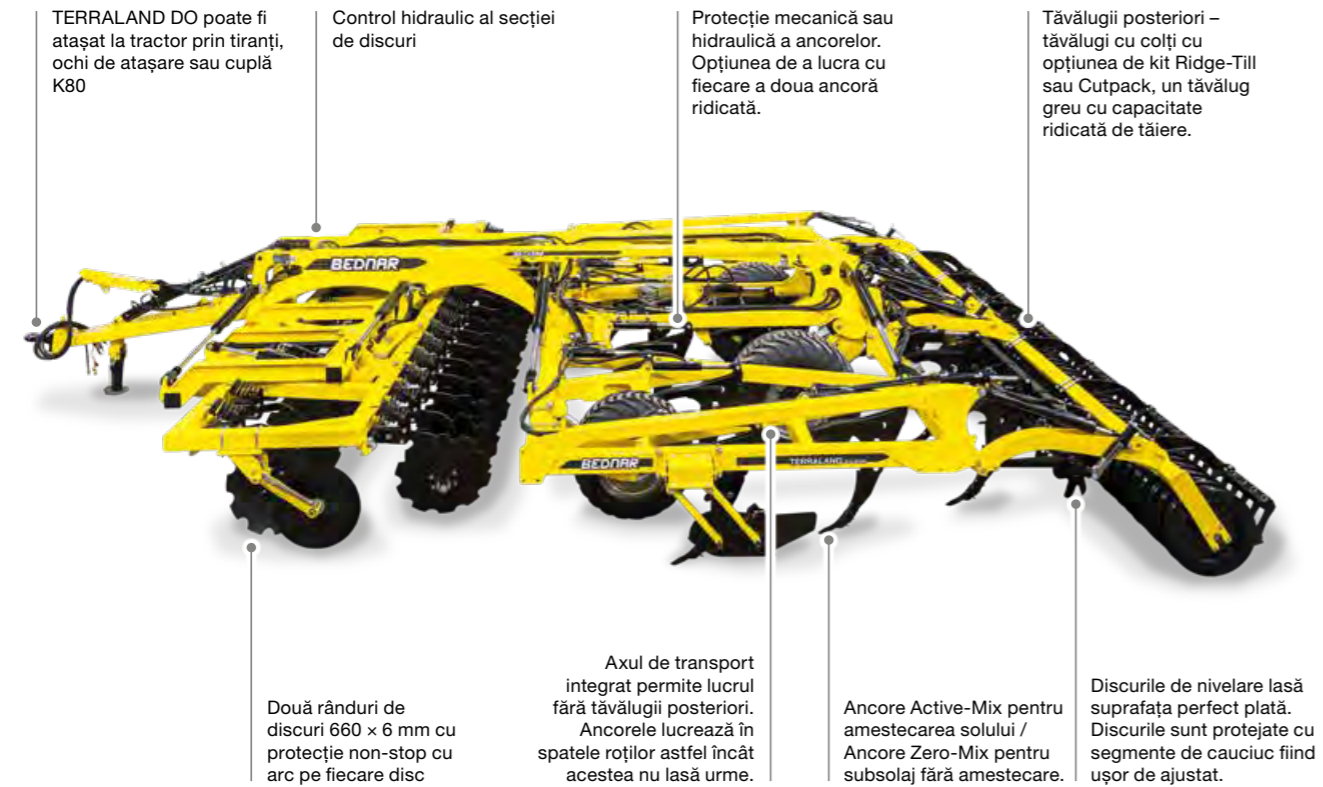 TERRALAND DO poate fi
atașat la tractor prin tiranți,
ochi de atașare sau cuplă
K80
Control hidraulic al secției
de discuri
Protecție mecanică sau
hidraulică a ancorelor.
Opțiunea de a lucra cu
fiecare a doua ancoră
ridicată.
Tăvălugii posteriori –
tăvălugi cu colți cu
opțiunea de kit Ridge-Till
sau Cutpack, un tăvălug
greu cu capacitate
ridicată de tăiere.
BEDNAR
BEDNAR
TERRALAND
Două rânduri de
discuri 660 × 6 mm cu
protecție non-stop cu
arc pe fiecare disc
Axul de transport
integrat permite lucrul
fără tăvălugii posteriori.
Ancorele lucrează în
spatele roților astfel încât
acestea nu lasă urme.
Ancore Active-Mix pentru
amestecarea solului /
Ancore Zero-Mix pentru
subsolaj fără amestecare.
Discurile de nivelare lasă
suprafața perfect plată.
Discurile sunt protejate cu
segmente de cauciuc fiind
ușor de ajustat.